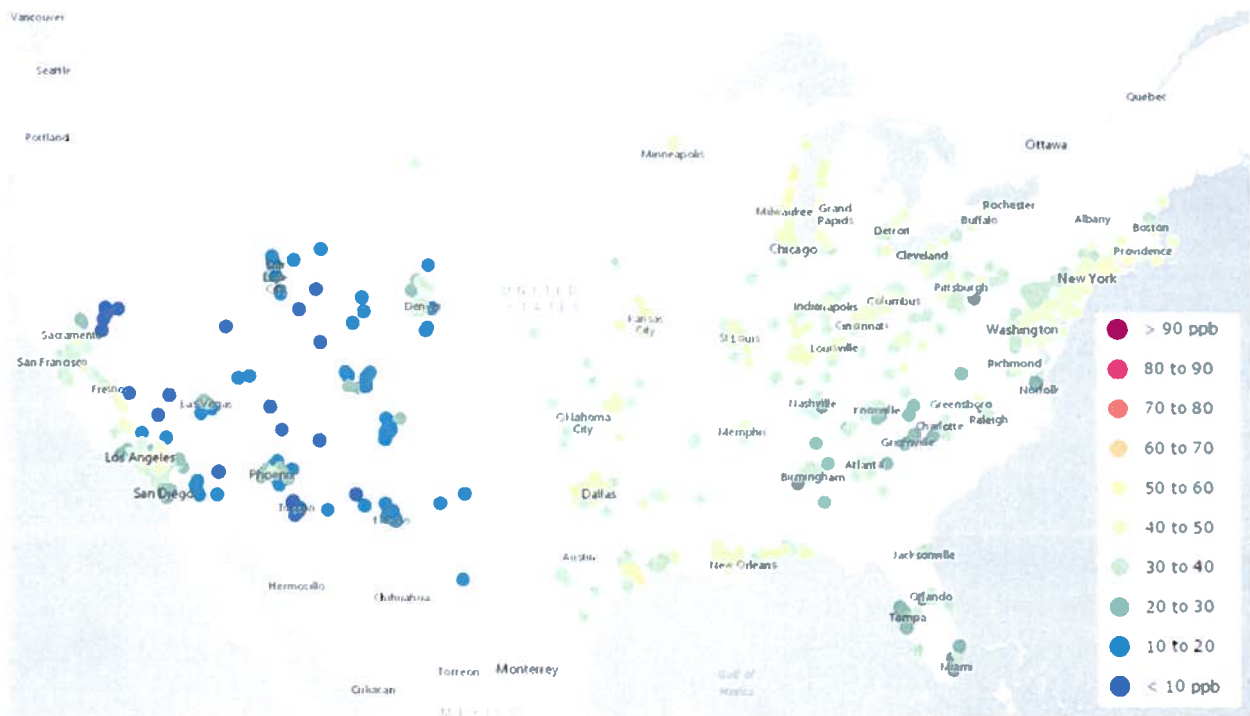 Vancouver
Seattle
Quebec
Portland
Ottawa
Minneapolis
Milwaukee
Grand
Rapids
Rochester
Buffalo
Albany
Detroit
Boston
Chicago
Cleveland
Providence
New York
Pittsburgh
Denver
UNITED
STATES
Indianapolis
Columbus
Kansas
City
Cincinnati
Washington
Sacramento
St Louis
Louisville
San Francisco
Richmond
Fresno
Norfolk
Las Vegas
Nashville
Knoxville
Greensboro
Oklahoma
City
Raleigh
Memphis
Charlotte
Greenville
Los Angeles
Phoenix
Atlanta
Birmingham
San Diego
Dallas
Tucson
Austin
New Orleans
Jacksonville
Hermosillo
Chihuahua
Orlando
Tampa
Miami
Torreon
Monterrey
Gulf of
Culiacan
> 90 ppb
80 to 90
70 to 80
60 to 70
50 to 60
40 to 50
30 to 40
20 to 30
10 to 20
< 10 ppb